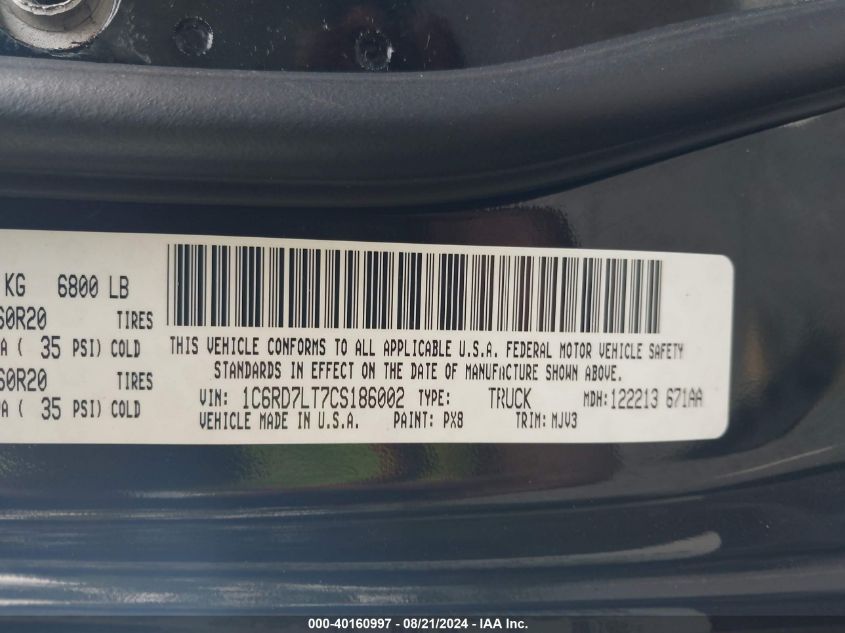 KG 6800 LB
60R20 TIRES
A ( 35 PSI) COLD
60R20 TIRES
A ( 35 PSI) COLD
THIS VEHICLE CONFORMS TO ALL APPLICABLE U.S.A. FEDERAL MOTOR VEHICLE SAFETY
STANDARDS IN EFFECT ON THE DATE OF MANUFACTURE SHOWN ABOVE.
VIN: 1C6RD7LT7CS186002 TYPE: TRUCK MDH: 122213 671AA
VEHICLE MADE IN U.S.A. PAINT: PX8 TRIM: MJV3
000-40160997 - 08/21/2024 - IAA Inc.